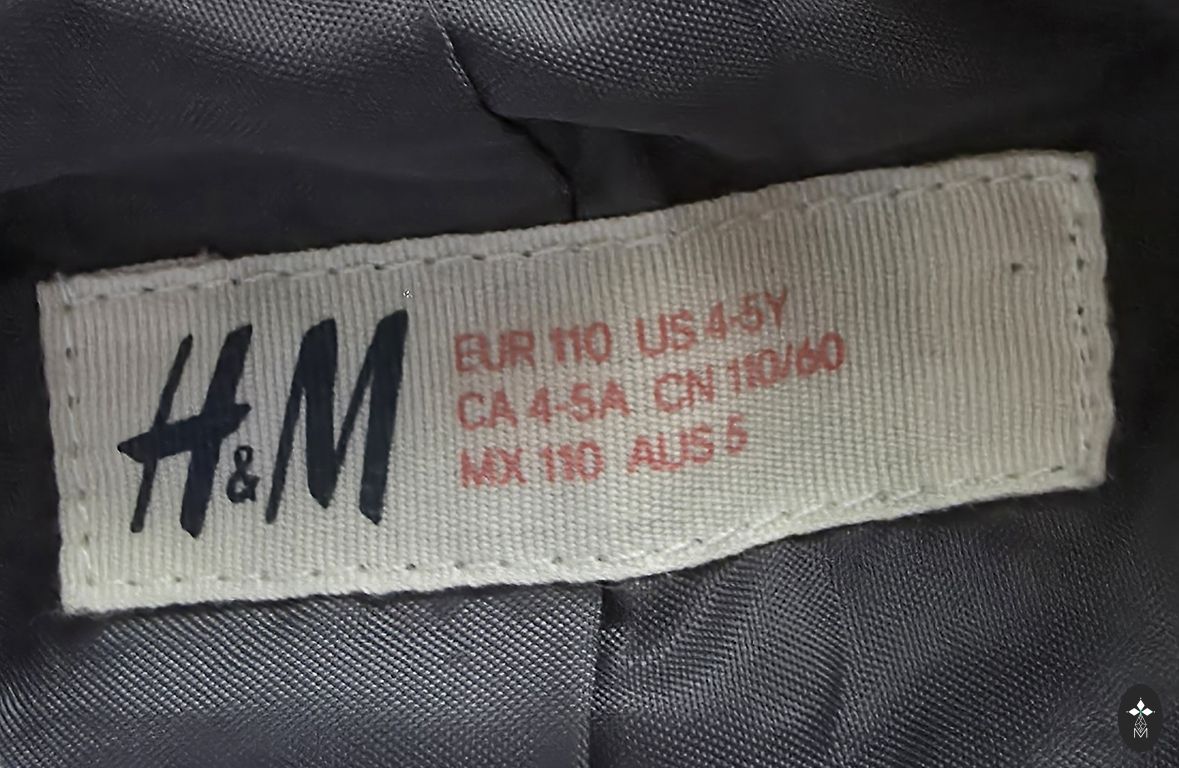 H&M
EUR 110 US 4-5Y
CA 4-5A CN 110/60
MX 110 AUS 5
M